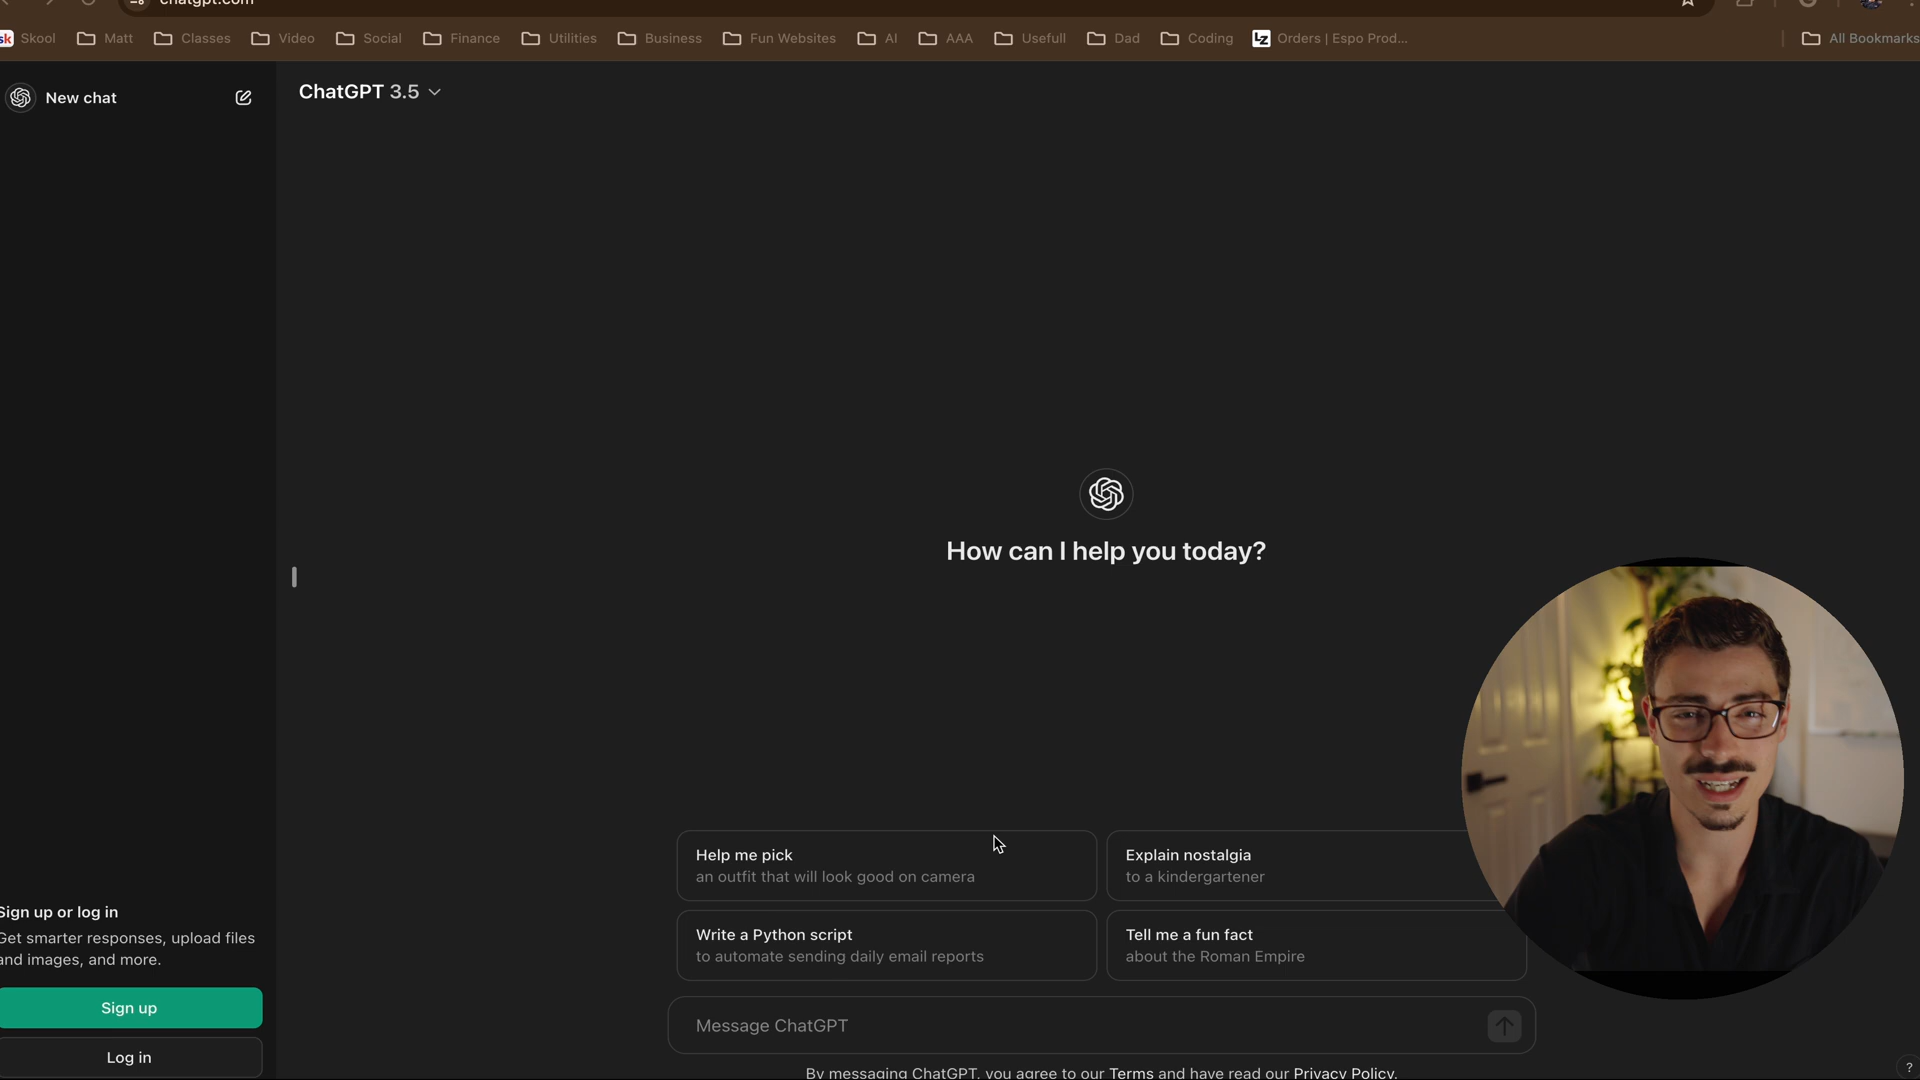 chatgpt.com
sk Skool Matt Classes Video Social Finance Utilities Business Fun Websites AI AAA Usefull Dad Coding LZ Orders | Espo Prod... All Bookmarks
New chat
ChatGPT 3.5
How can I help you today?
Help me pick
an outfit that will look good on camera
Explain nostalgia
to a kindergartener
Write a Python script
to automate sending daily email reports
Tell me a fun fact
about the Roman Empire
Sign up or log in
Get smarter responses, upload files
and images, and more.
Sign up
Log in
Message ChatGPT
By messaging ChatGPT, you agree to our Terms and have read our Privacy Policy.
?